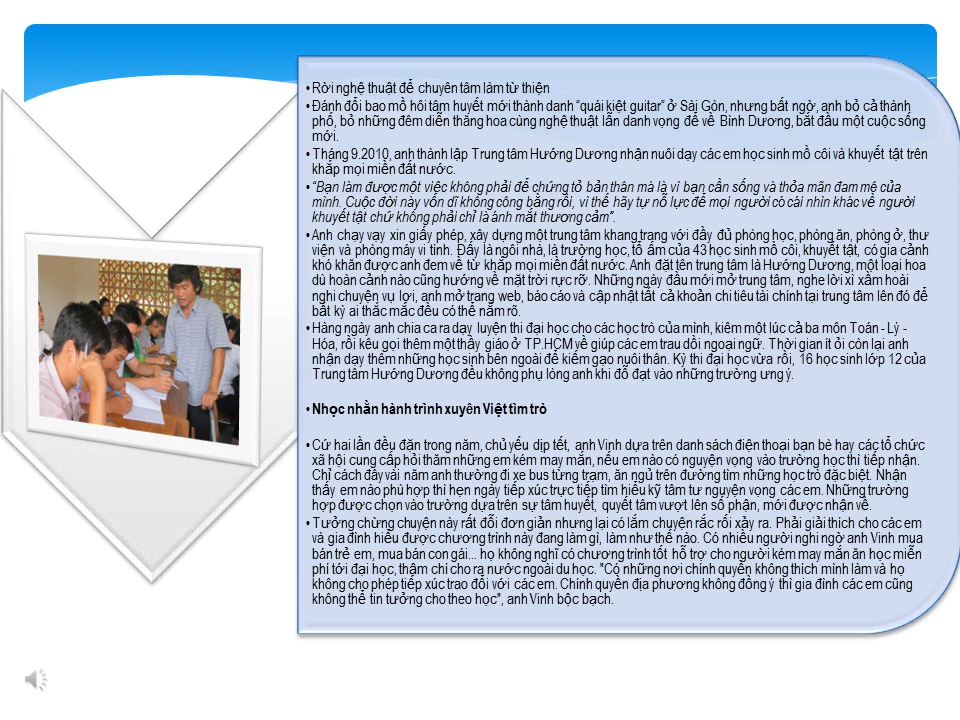 • Rời nghệ thuật để chuyên tâm làm từ thiện
• Đánh đổi bao mồ hôi tâm huyết mới thành danh “quái kiệt guitar” ở Sài Gòn, nhưng bất ngờ, anh bỏ cả thành
phố, bỏ những đêm diễn thăng hoa cùng nghệ thuật lẫn danh vọng để về Bình Dương, bắt đầu một cuộc sống
mới.
• Tháng 9.2010, anh thành lập Trung tâm Hướng Dương nhận nuôi dạy các em học sinh mồ côi và khuyết tật trên
khắp mọi miền đất nước.
• “Bạn làm được một việc không phải để chứng tỏ bản thân mà là vì bạn cần sống và thỏa mãn đam mê của
mình. Cuộc đời này vốn dĩ không công bằng rồi, vì thế hãy tự nỗ lực để mọi người có cái nhìn khác về người
khuyết tật chứ không phải chỉ là ánh mắt thương cảm”.
• Anh chạy vạy xin giấy phép, xây dựng một trung tâm khang trang với đầy đủ phòng học, phòng ăn, phòng ở, thư
viện và phòng máy vi tính. Đấy là ngôi nhà, là trường học, tổ ấm của 43 học sinh mồ côi, khuyết tật, có gia cảnh
khó khăn được anh đem về từ khắp mọi miền đất nước. Anh đặt tên trung tâm là Hướng Dương, một loại hoa
dù hoàn cảnh nào cũng hướng về mặt trời rực rỡ. Những ngày đầu mới mở trung tâm, nghe lời xì xầm hoài
nghi chuyện vụ lợi, anh mở trang web, báo cáo và cập nhật tất cả khoản chi tiêu tài chính tại trung tâm lên đó để
bất kỳ ai thắc mắc đều có thể nắm rõ.
• Hàng ngày anh chia ca ra dạy luyện thi đại học cho các học trò của mình, kiêm một lúc cả ba môn Toán - Lý -
Hóa, rồi kêu gọi thêm một thầy giáo ở TP.HCM về giúp các em trau dồi ngoại ngữ. Thời gian ít ỏi còn lại anh
nhận dạy thêm những học sinh bên ngoài để kiếm gạo nuôi thân. Kỳ thi đại học vừa rồi, 16 học sinh lớp 12 của
Trung tâm Hướng Dương đều không phụ lòng anh khi đỗ đạt vào những trường ưng ý.
• Nhọc nhằn hành trình xuyên Việt tìm trò
• Cứ hai lần đều đặn trong năm, chủ yếu dịp tết, anh Vinh dựa trên danh sách điện thoại bạn bè hay các tổ chức
xã hội cung cấp hỏi thăm những em kém may mắn, nếu em nào có nguyện vọng vào trường học thì tiếp nhận.
Chỉ cách đây vài năm anh thường đi xe bus từng trạm, ăn ngủ trên đường tìm những học trò đặc biệt. Nhận
thấy em nào phù hợp thì hẹn ngày tiếp xúc trực tiếp tìm hiểu kỹ tâm tư nguyện vọng các em. Những trường
hợp được chọn vào trường dựa trên sự tâm huyết, quyết tâm vượt lên số phận, mới được nhận về.
• Tưởng chừng chuyện này rất đỗi đơn giản nhưng lại có lắm chuyện rắc rối xảy ra. Phải giải thích cho các em
và gia đình hiểu được chương trình này đang làm gì, làm như thế nào. Có nhiều người nghi ngờ anh Vinh mua
bán trẻ em, mua bán con gái... họ không nghĩ có chương trình tốt hỗ trợ cho người kém may mắn ăn học miễn
phí tới đại học, thậm chí cho ra nước ngoài du học. "Có những nơi chính quyền không thích mình làm và họ
không cho phép tiếp xúc trao đổi với các em. Chính quyền địa phương không đồng ý thì gia đình các em cũng
không thể tin tưởng cho theo học", anh Vinh bộc bạch.